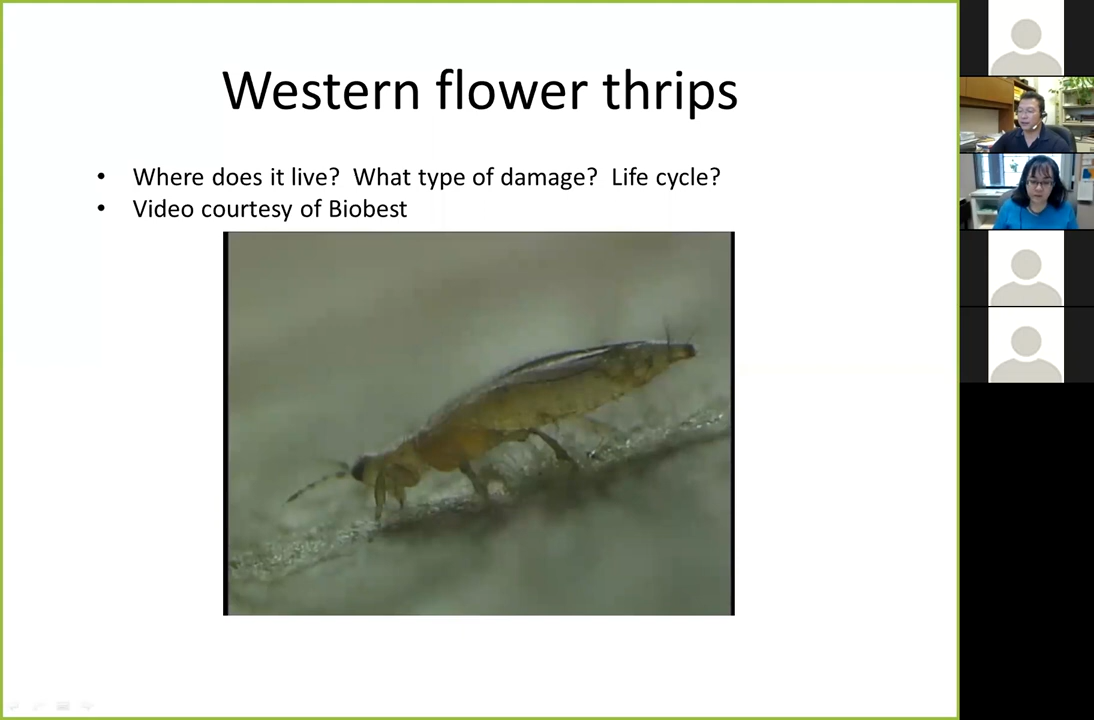 Western flower thrips
• Where does it live?  What type of damage?  Life cycle?
• Video courtesy of Biobest